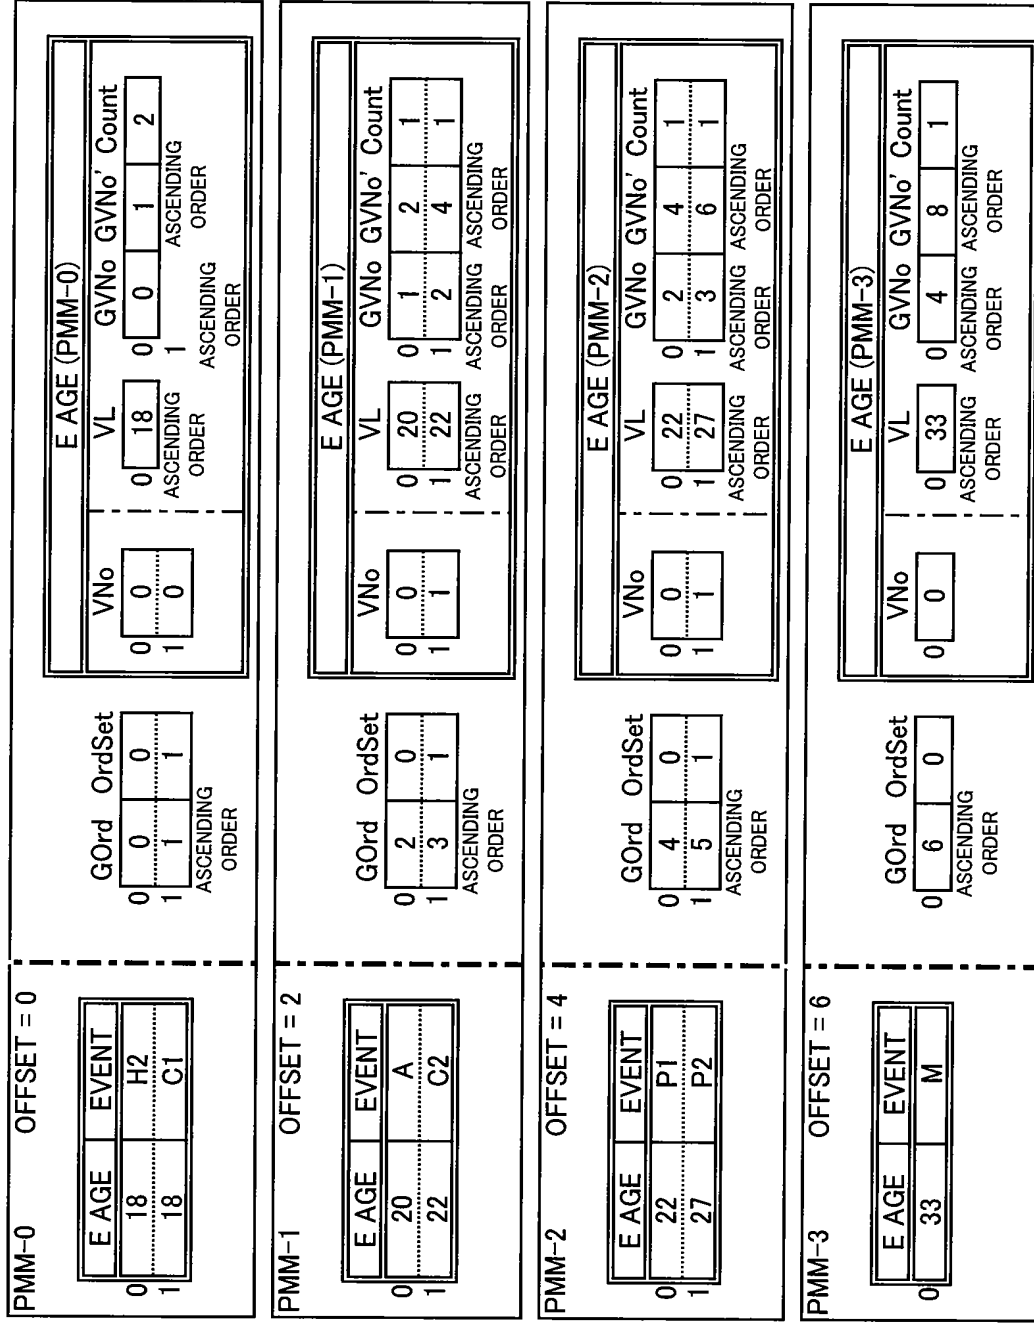 PMM-0 OFFSET = 0
E AGE EVENT
0 18 H2
1 18 C1
GOrd OrdSet
0 0 0
1 1 1
ASCENDING ORDER
E AGE (PMM-0)
VNo VL GVNo GVNo' Count
0 0 0 18 0 0 1 2
1 0 1
ASCENDING ORDER ASCENDING ORDER ASCENDING ORDER
PMM-1 OFFSET = 2
E AGE EVENT
0 20 A
1 22 C2
GOrd OrdSet
0 2 0
1 3 1
ASCENDING ORDER
E AGE (PMM-1)
VNo VL GVNo GVNo' Count
0 0 0 20 0 1 2 1
1 1 1 22 1 2 4 1
ASCENDING ORDER ASCENDING ORDER ASCENDING ORDER
PMM-2 OFFSET = 4
E AGE EVENT
0 22 P1
1 27 P2
GOrd OrdSet
0 4 0
1 5 1
ASCENDING ORDER
E AGE (PMM-2)
VNo VL GVNo GVNo' Count
0 0 0 22 0 2 4 1
1 1 1 27 1 3 6 1
ASCENDING ORDER ASCENDING ORDER ASCENDING ORDER
PMM-3 OFFSET = 6
E AGE EVENT
0 33 M
GOrd OrdSet
0 6 0
ASCENDING ORDER
E AGE (PMM-3)
VNo VL GVNo GVNo' Count
0 0 0 33 0 4 8 1
ASCENDING ORDER ASCENDING ORDER ASCENDING ORDER